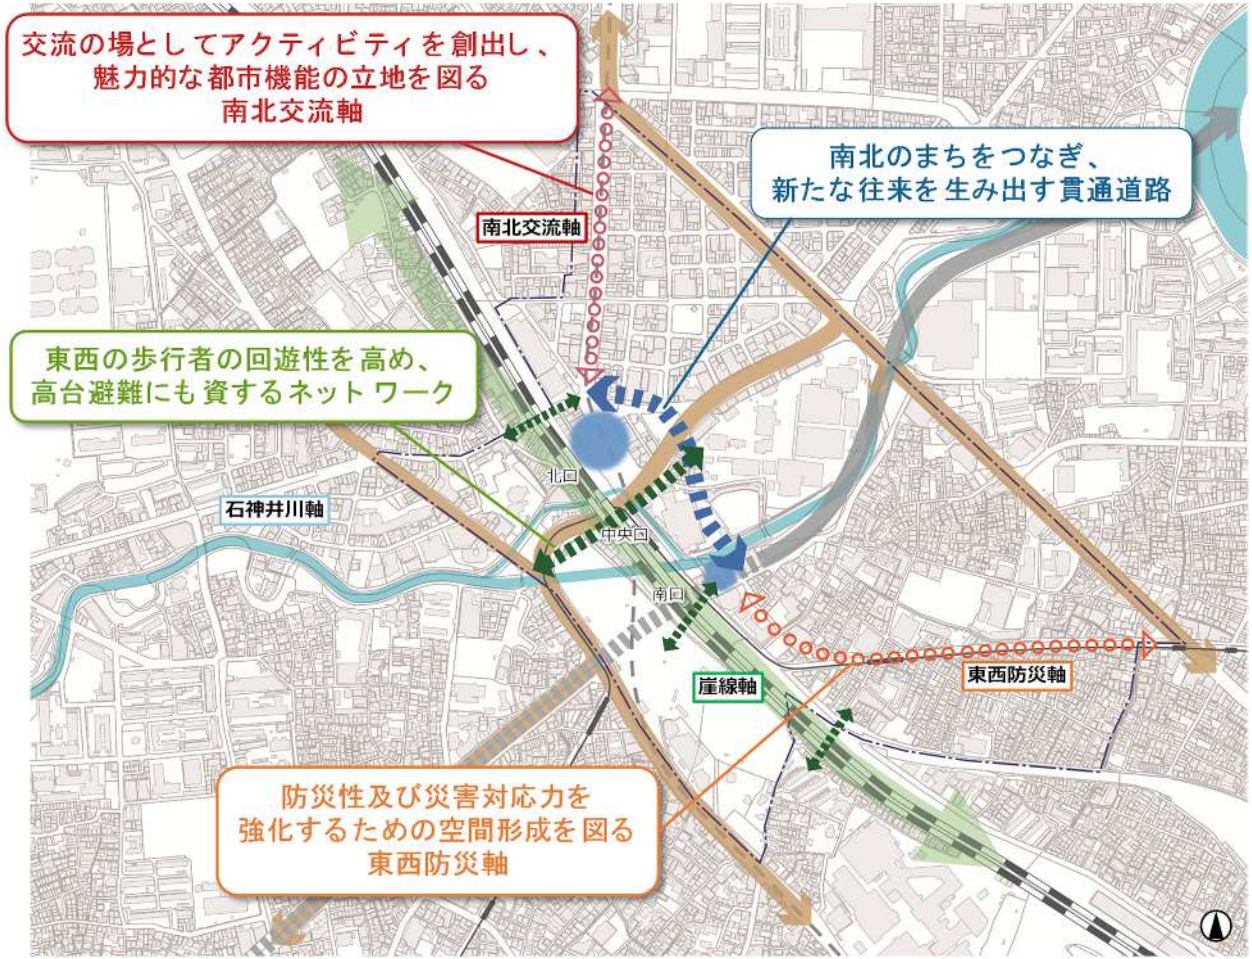 交流の場としてアクティビティを創出し、
魅力的な都市機能の立地を図る
南北交流軸
南北のまちをつなぎ、
新たな往来を生み出す貫通道路
南北交流軸
東西の歩行者の回遊性を高め、
高台避難にも資するネットワーク
北口
石神井川軸
中央口
南口
東西防災軸
崖線軸
防災性及び災害対応力を
強化するための空間形成を図る
東西防災軸